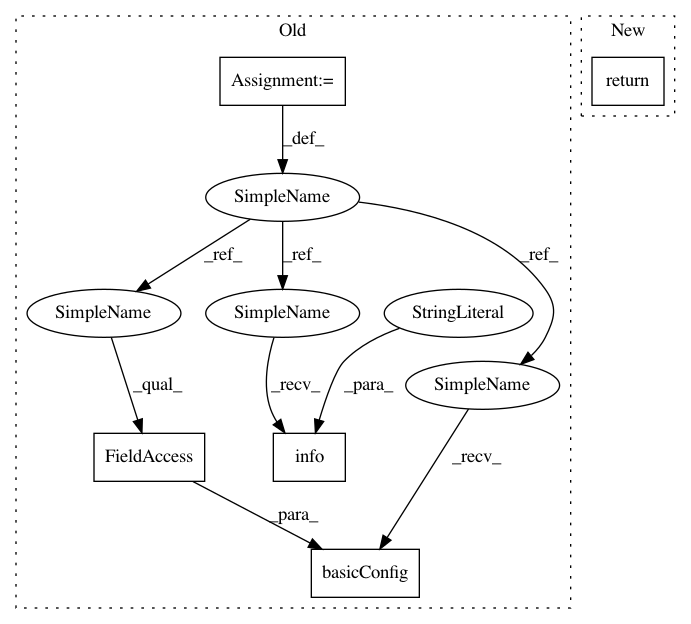 Old
New
Assignment:=
return
_def_
SimpleName
_ref_
_ref_
_ref_
SimpleName
SimpleName
StringLiteral
SimpleName
_qual_
_recv_
_para_
_recv_
FieldAccess
info
_para_
basicConfig